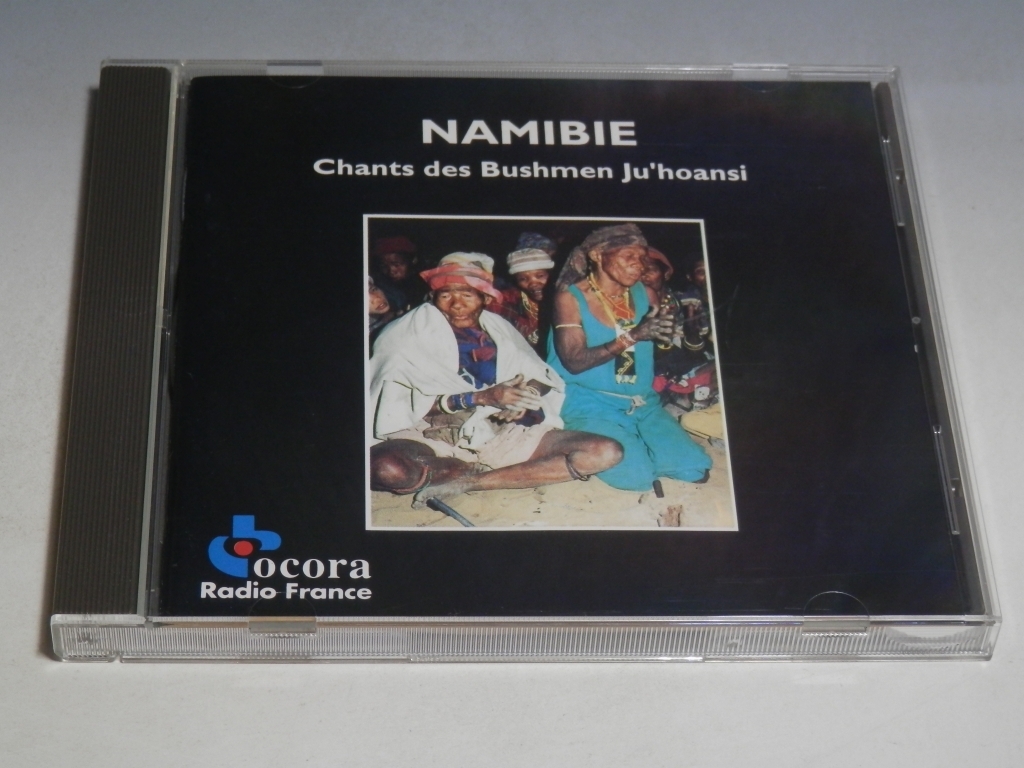 NAMIBIE
Chants des Bushmen Ju'hoansi
ocora
Radio France